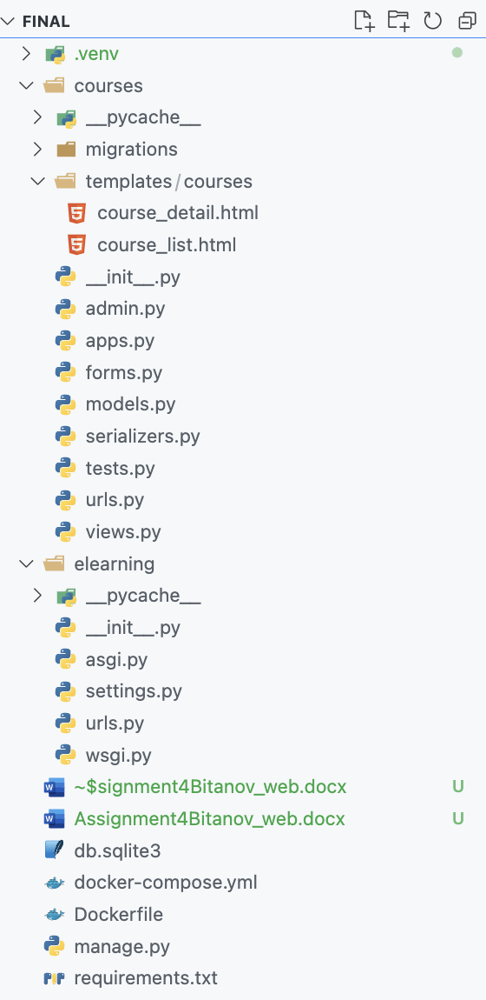 FINAL
.venv
courses
__pycache__
migrations
templates/courses
course_detail.html
course_list.html
__init__.py
admin.py
apps.py
forms.py
models.py
serializers.py
tests.py
urls.py
views.py
elearning
__pycache__
__init__.py
asgi.py
settings.py
urls.py
wsgi.py
~$signment4Bitanov_web.docx U
Assignment4Bitanov_web.docx U
db.sqlite3
docker-compose.yml
Dockerfile
manage.py
requirements.txt